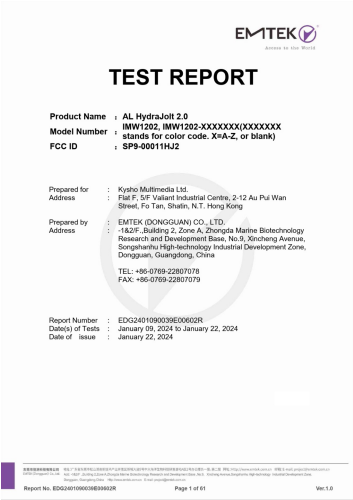 EMTEK
Access to the World
TEST REPORT
Product Name : AL HydraJolt 2.0
Model Number : IMW1202, IMW1202-XXXXXXX(XXXXXXX
stands for color code. X=A-Z, or blank)
FCC ID : SP9-00011HJ2
Prepared for : Kysho Multimedia Ltd.
Address : Flat F, 5/F Valiant Industrial Centre, 2-12 Au Pui Wan
Street, Fo Tan, Shatin, N.T. Hong Kong
Prepared by : EMTEK (DONGGUAN) CO., LTD.
Address : -1&2/F.,Building 2, Zone A, Zhongda Marine Biotechnology
Research and Development Base, No.9, Xincheng Avenue,
Songshanhu High-technology Industrial Development Zone,
Dongguan, Guangdong, China
TEL: +86-0769-22807078
FAX: +86-0769-22807079
Report Number : EDG2401090039E00602R
Date(s) of Tests : January 09, 2024 to January 22, 2024
Date of issue : January 22, 2024
Report No. EDG2401090039E00602R Page 1 of 61 Ver.1.0